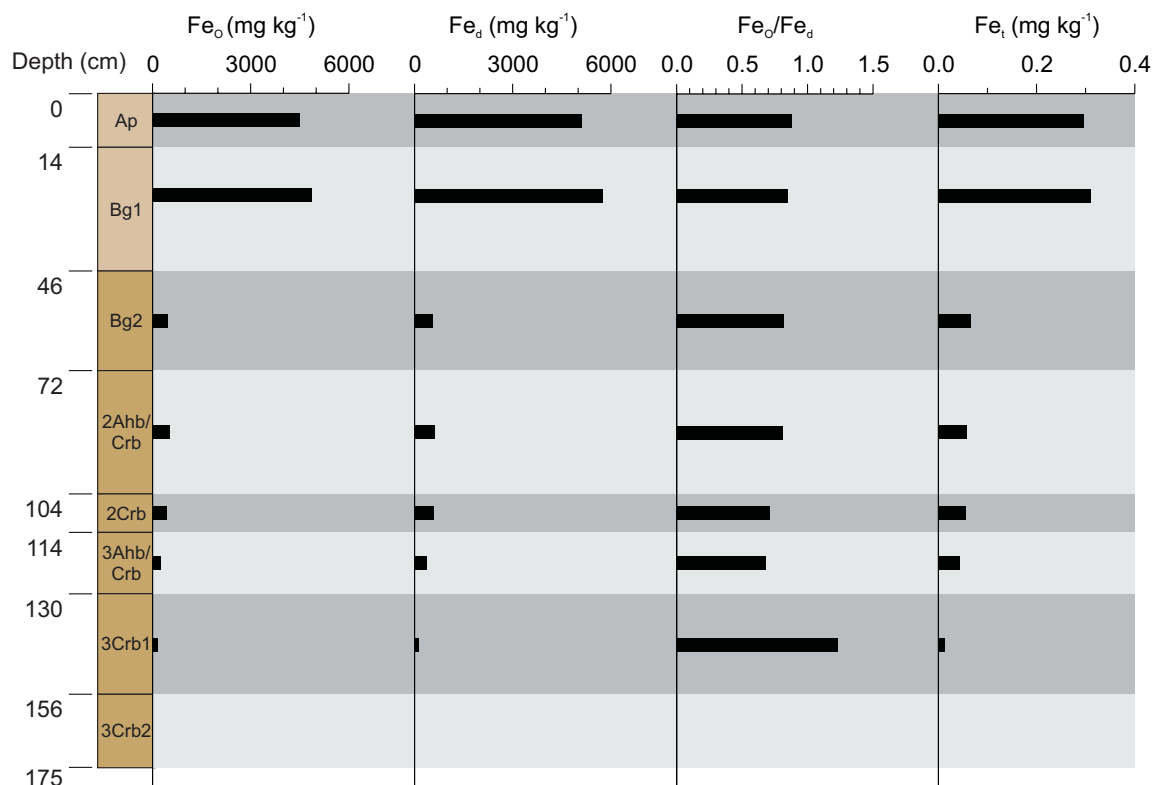 Feₒ (mg kg⁻¹) Fe_d (mg kg⁻¹) Feₒ/Fe_d Feₜ (mg kg⁻¹)
Depth (cm) 0 3000 6000 0 3000 6000 0.0 0.5 1.0 1.5 0.0 0.2 0.4
0
Ap
14
Bg1
46
Bg2
72
2Ahb/
Crb
104
2Crb
114
3Ahb/
Crb
130
3Crb1
156
3Crb2
175